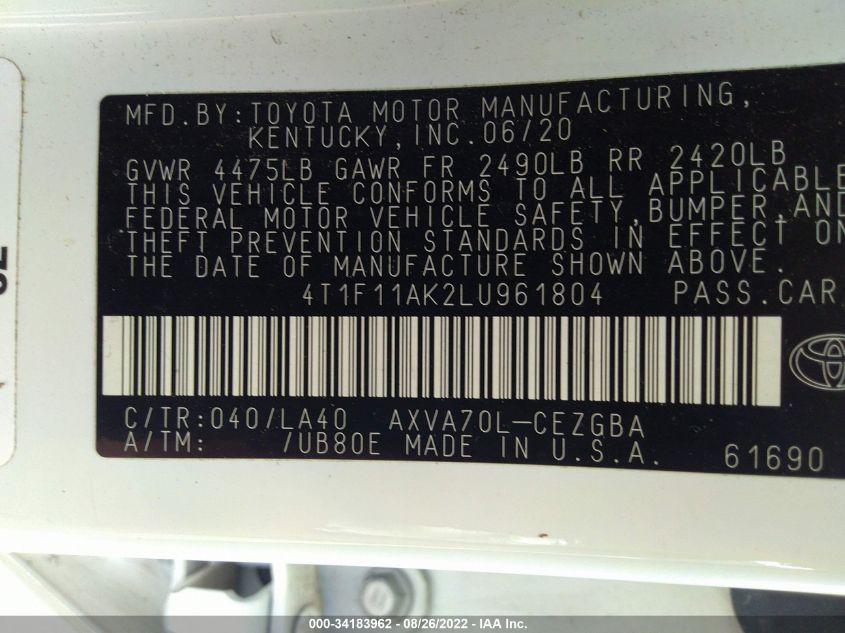 MFD.BY:TOYOTA MOTOR MANUFACTURING,
KENTUCKY,INC.06/20
GVWR 4475LB GAWR FR 2490LB RR 2420LB
THIS VEHICLE CONFORMS TO ALL APPLICABLE
FEDERAL MOTOR VEHICLE SAFETY,BUMPER,AND
THEFT PREVENTION STANDARDS IN EFFECT ON
THE DATE OF MANUFACTURE SHOWN ABOVE.
4T1F11AK2LU961804 PASS.CAR
C/TR:040/LA40 AXVA70L-CEZGBA
A/TM: /UB80E MADE IN U.S.A. 61690
000-34183962 - 08/26/2022 - IAA Inc.